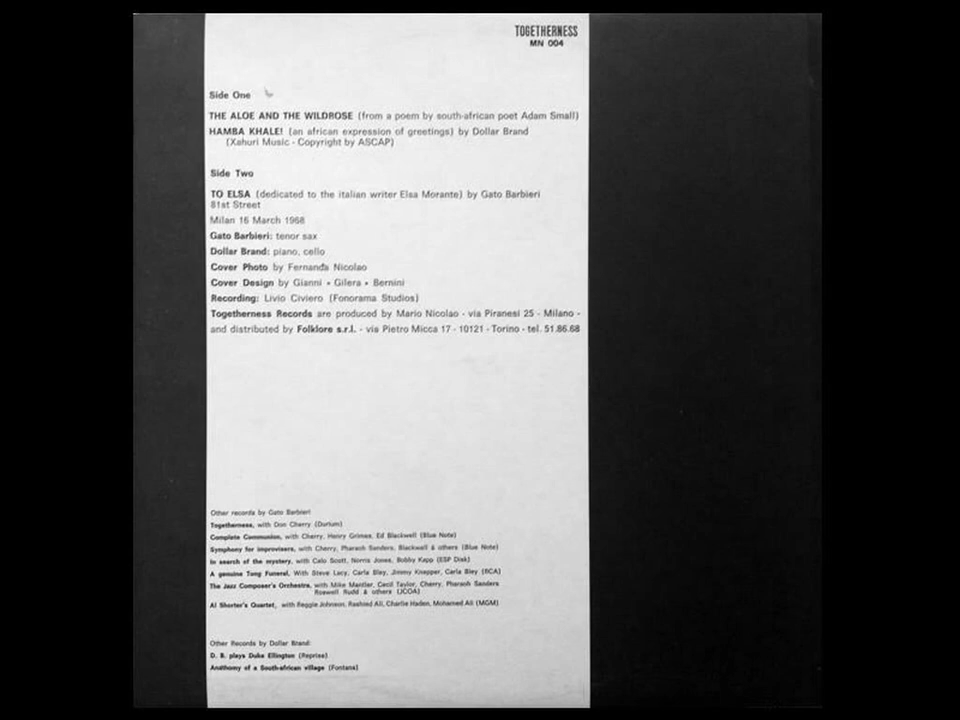 TOGETHERNESS
MN 004
Side One
THE ALOE AND THE WILDROSE (from a poem by south-african poet Adam Small)
HAMBA KHALE! (an african expression of greetings) by Dollar Brand
(Xahuri Music - Copyright by ASCAP)
Side Two
TO ELSA (dedicated to the italian writer Elsa Morante) by Gato Barbieri
81st Street
Milan 16 March 1968
Gato Barbieri: tenor sax
Dollar Brand: piano, cello
Cover Photo by Fernanda Nicolao
Cover Design by Gianni • Gilera • Bernini
Recording: Livio Civiero (Fonorama Studios)
Togetherness Records are produced by Mario Nicolao - via Piranesi 25 - Milano -
and distributed by Folklore s.r.l. - via Pietro Micca 17 - 10121 - Torino - tel. 51.86.68
Other records by Gato Barbieri
Togetherness, with Don Cherry (Durium)
Complete Communion, with Cherry, Henry Grimes, Ed Blackwell (Blue Note)
Symphony for improvisers, with Cherry, Pharaoh Sanders, Blackwell & others (Blue Note)
In search of the mystery, with Calo Scott, Norris Jones, Bobby Kapp (ESP Disk)
A genuine Tong Funeral, With Steve Lacy, Carla Bley, Jimmy Knepper, Carla Bley (RCA)
The Jazz Composer's Orchestra, with Mike Mantler, Cecil Taylor, Cherry, Pharaoh Sanders
Roswell Rudd & others (JCOA)
Al Shorter's Quartet, with Reggie Johnson, Rashied Ali, Charlie Haden, Mohamed Ali (MGM)
Other Records by Dollar Brand:
D. B. plays Duke Ellington (Reprise)
Anathomy of a South-african village (Fontana)